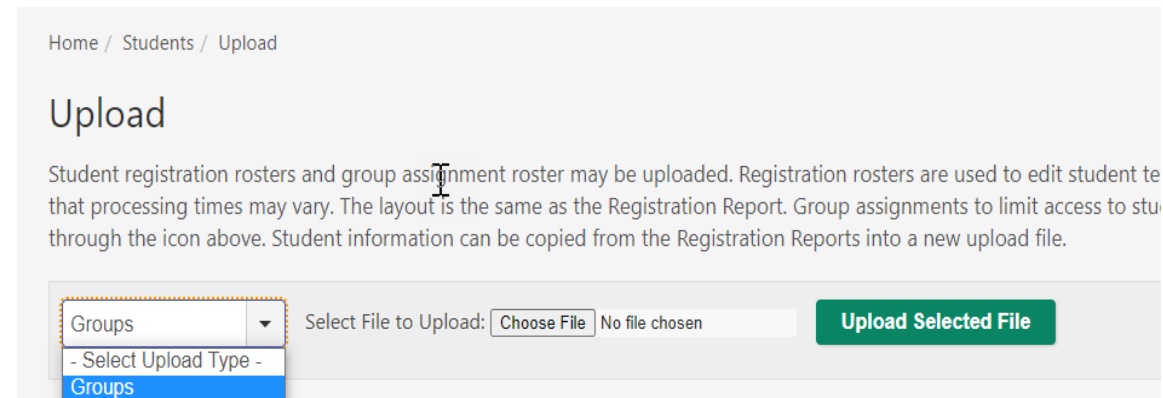 Home / Students / Upload
Upload
Student registration rosters and group assignment roster may be uploaded. Registration rosters are used to edit student te
that processing times may vary. The layout is the same as the Registration Report. Group assignments to limit access to stu
through the icon above. Student information can be copied from the Registration Reports into a new upload file.
Groups Select File to Upload: Choose File No file chosen Upload Selected File
- Select Upload Type -
Groups